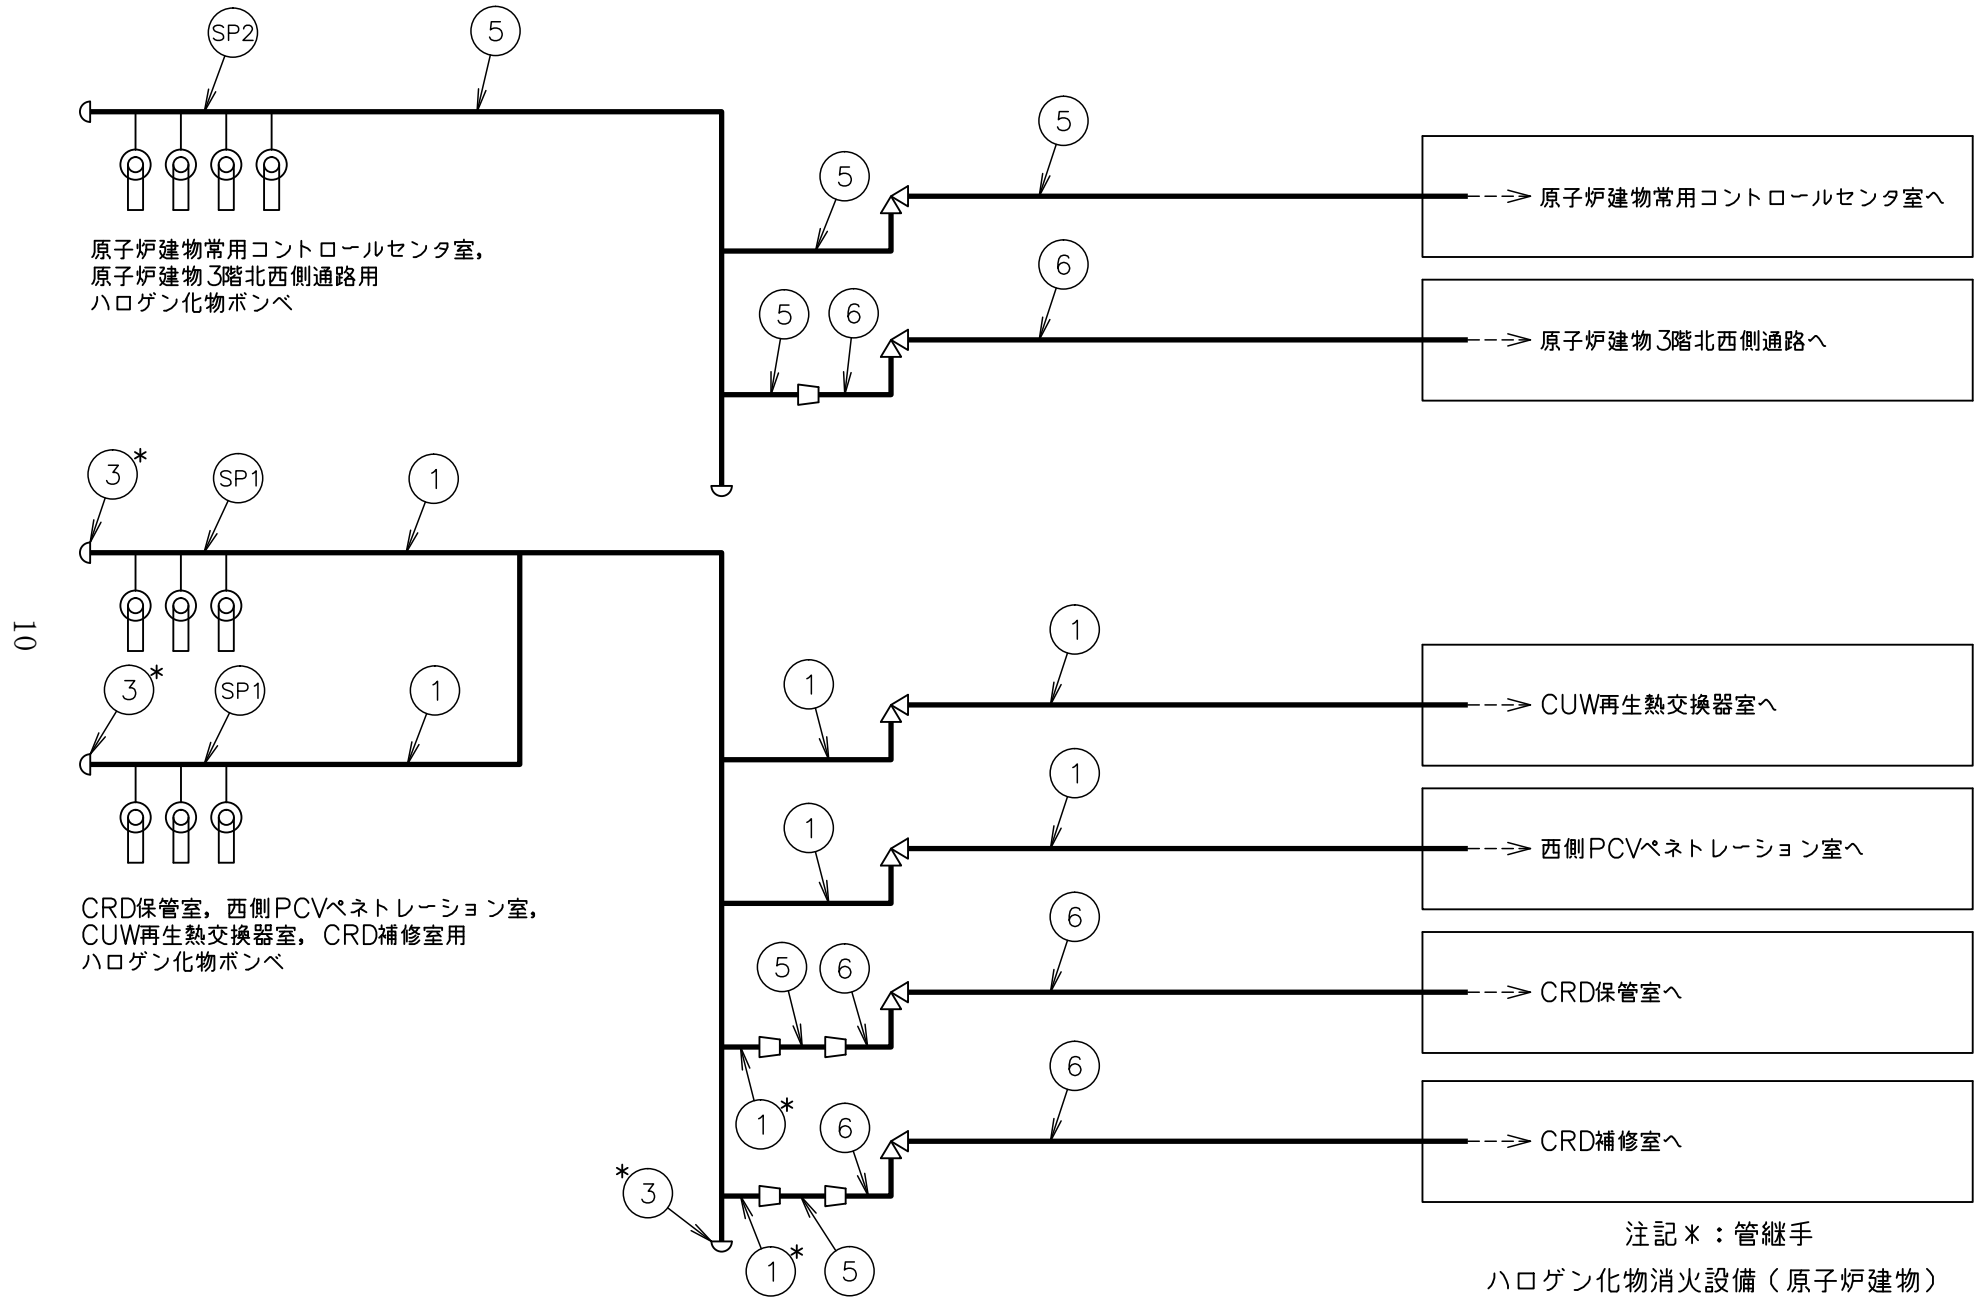 SP2
5
5
5
原子炉建物常用コントロールセンタ室へ
原子炉建物常用コントロールセンタ室,
原子炉建物3階北西側通路用
ハロゲン化物ボンベ
6
5
6
原子炉建物3階北西側通路へ
3*
SP1
1
10
3*
SP1
1
1
1
CUW再生熱交換器室へ
1
1
西側PCVペネトレーション室へ
CRD保管室, 西側PCVペネトレーション室,
CUW再生熱交換器室, CRD補修室用
ハロゲン化物ボンベ
6
5
6
CRD保管室へ
1*
6
6
CRD補修室へ
*3
1*
5
注記*:管継手
ハロゲン化物消火設備(原子炉建物)